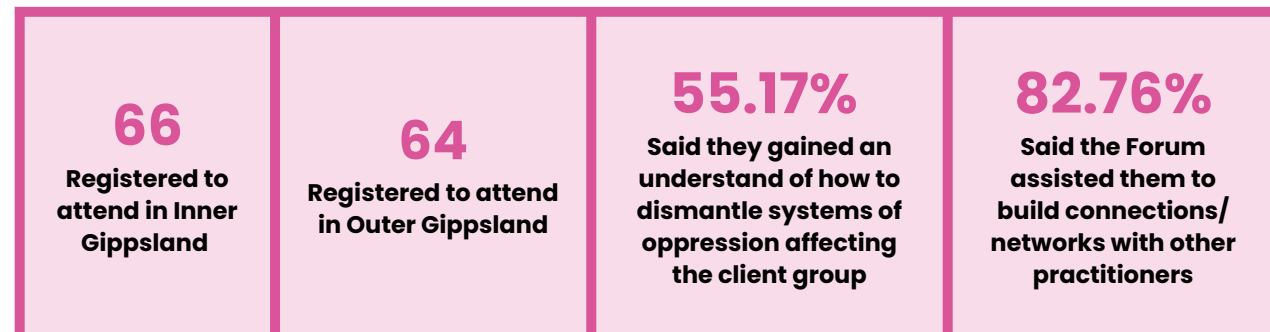 66
Registered to
attend in Inner
Gippsland
64
Registered to attend
in Outer Gippsland
55.17%
Said they gained an
understand of how to
dismantle systems of
oppression affecting
the client group
82.76%
Said the Forum
assisted them to
build connections/
networks with other
practitioners